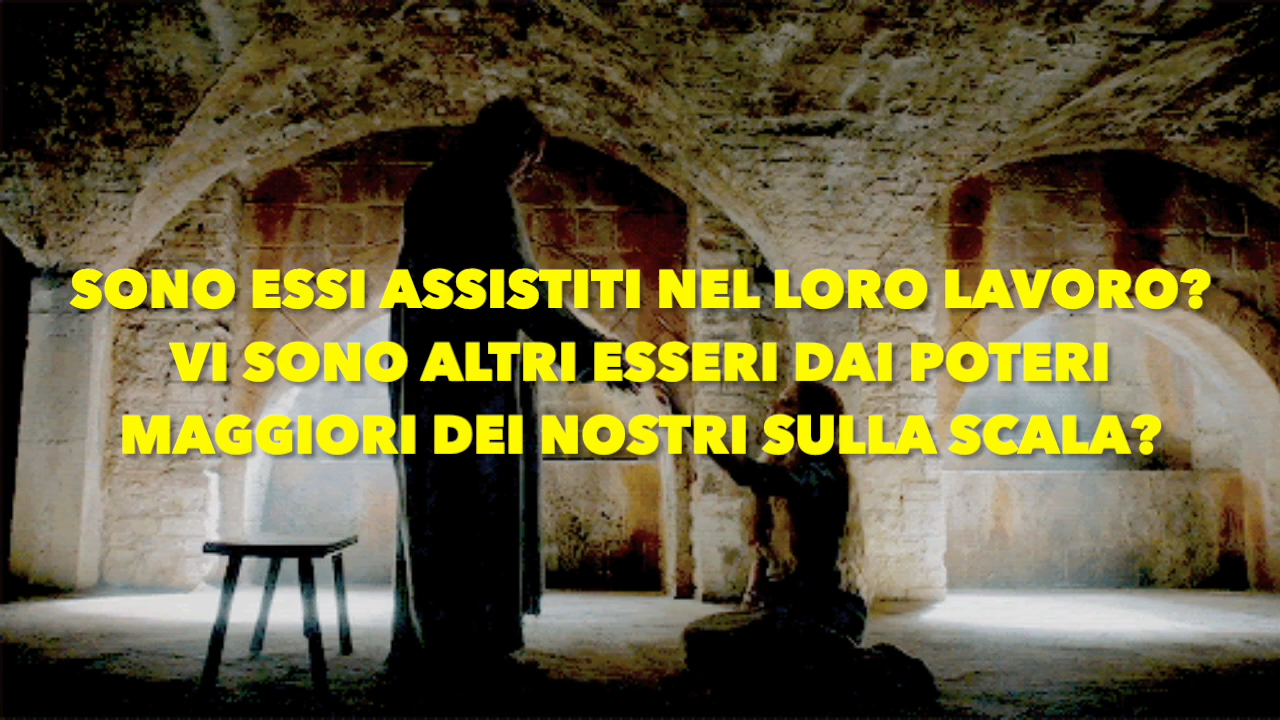 SONO ESSI ASSISTITI NEL LORO LAVORO?
VI SONO ALTRI ESSERI DAI POTERI
MAGGIORI DEI NOSTRI SULLA SCALA?